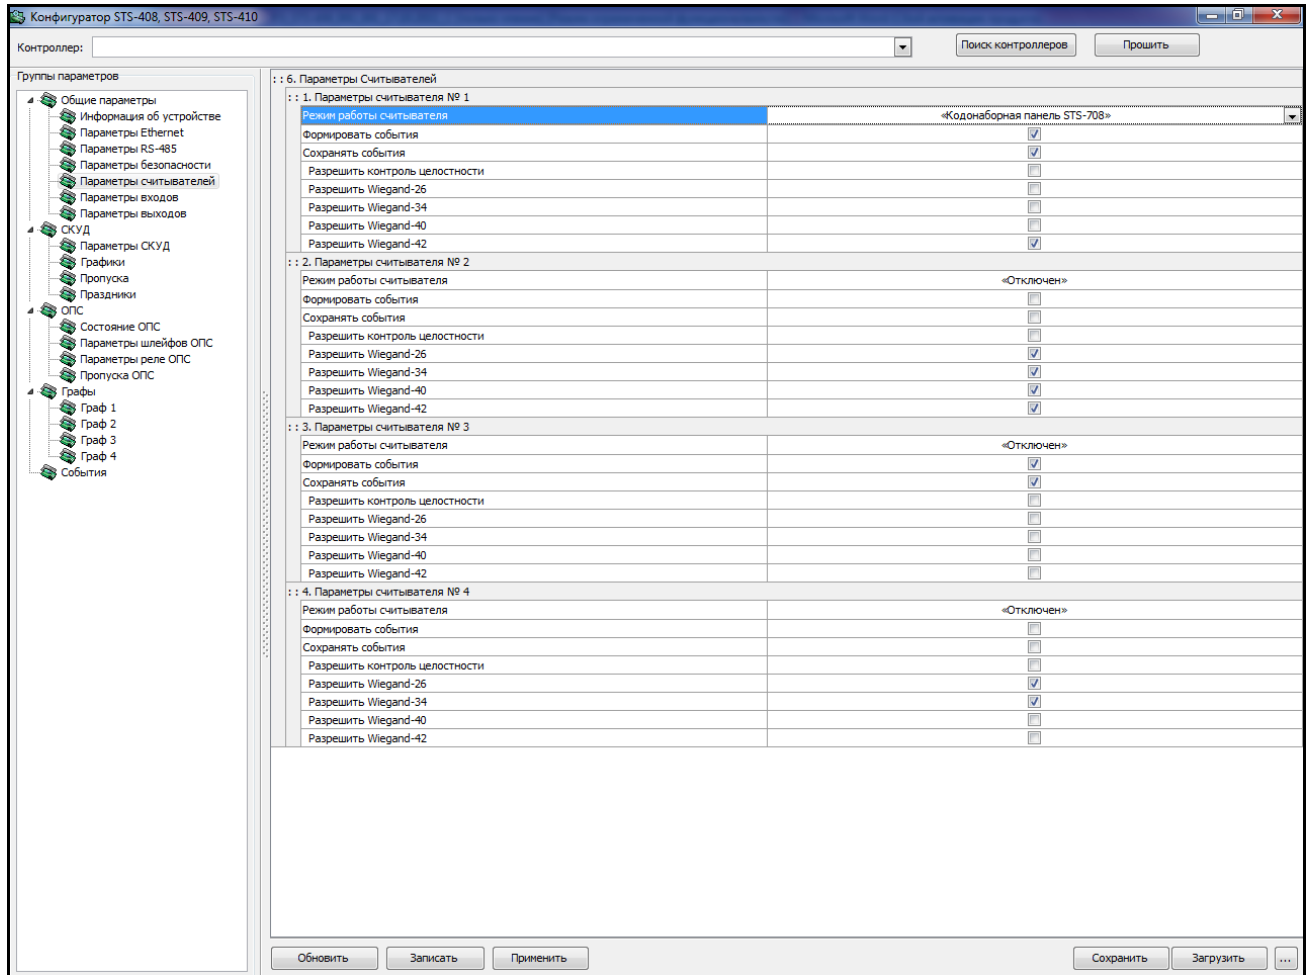 Конфигуратор STS-408, STS-409, STS-410
Контроллер:
Поиск контроллеров
Прошить
Группы параметров
Общие параметры
Информация об устройстве
Параметры Ethernet
Параметры RS-485
Параметры безопасности
Параметры считывателей
Параметры входов
Параметры выходов
СКУД
Параметры СКУД
Графики
Пропуска
Праздники
ОПС
Состояние ОПС
Параметры шлейфов ОПС
Параметры реле ОПС
Пропуска ОПС
Графы
Граф 1
Граф 2
Граф 3
Граф 4
События
: : 6. Параметры Считывателей
: : 1. Параметры считывателя № 1
Режим работы считывателя «Кодонаборная панель STS-708»
Формировать события
Сохранять события
Разрешить контроль целостности
Разрешить Wiegand-26
Разрешить Wiegand-34
Разрешить Wiegand-40
Разрешить Wiegand-42
: : 2. Параметры считывателя № 2
Режим работы считывателя «Отключен»
Формировать события
Сохранять события
Разрешить контроль целостности
Разрешить Wiegand-26
Разрешить Wiegand-34
Разрешить Wiegand-40
Разрешить Wiegand-42
: : 3. Параметры считывателя № 3
Режим работы считывателя «Отключен»
Формировать события
Сохранять события
Разрешить контроль целостности
Разрешить Wiegand-26
Разрешить Wiegand-34
Разрешить Wiegand-40
Разрешить Wiegand-42
: : 4. Параметры считывателя № 4
Режим работы считывателя «Отключен»
Формировать события
Сохранять события
Разрешить контроль целостности
Разрешить Wiegand-26
Разрешить Wiegand-34
Разрешить Wiegand-40
Разрешить Wiegand-42
Обновить
Записать
Применить
Сохранить
Загрузить
...